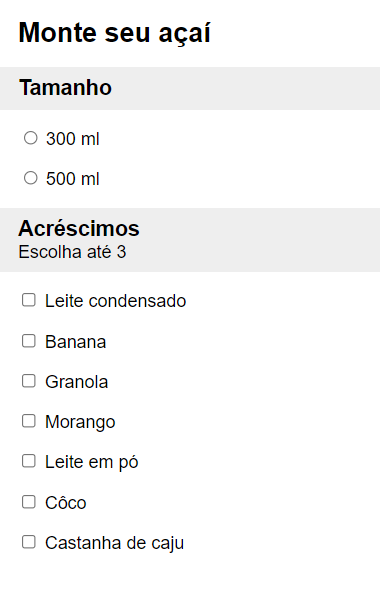 Monte seu açaí
Tamanho
300 ml
500 ml
Acréscimos
Escolha até 3
Leite condensado
Banana
Granola
Morango
Leite em pó
Côco
Castanha de caju